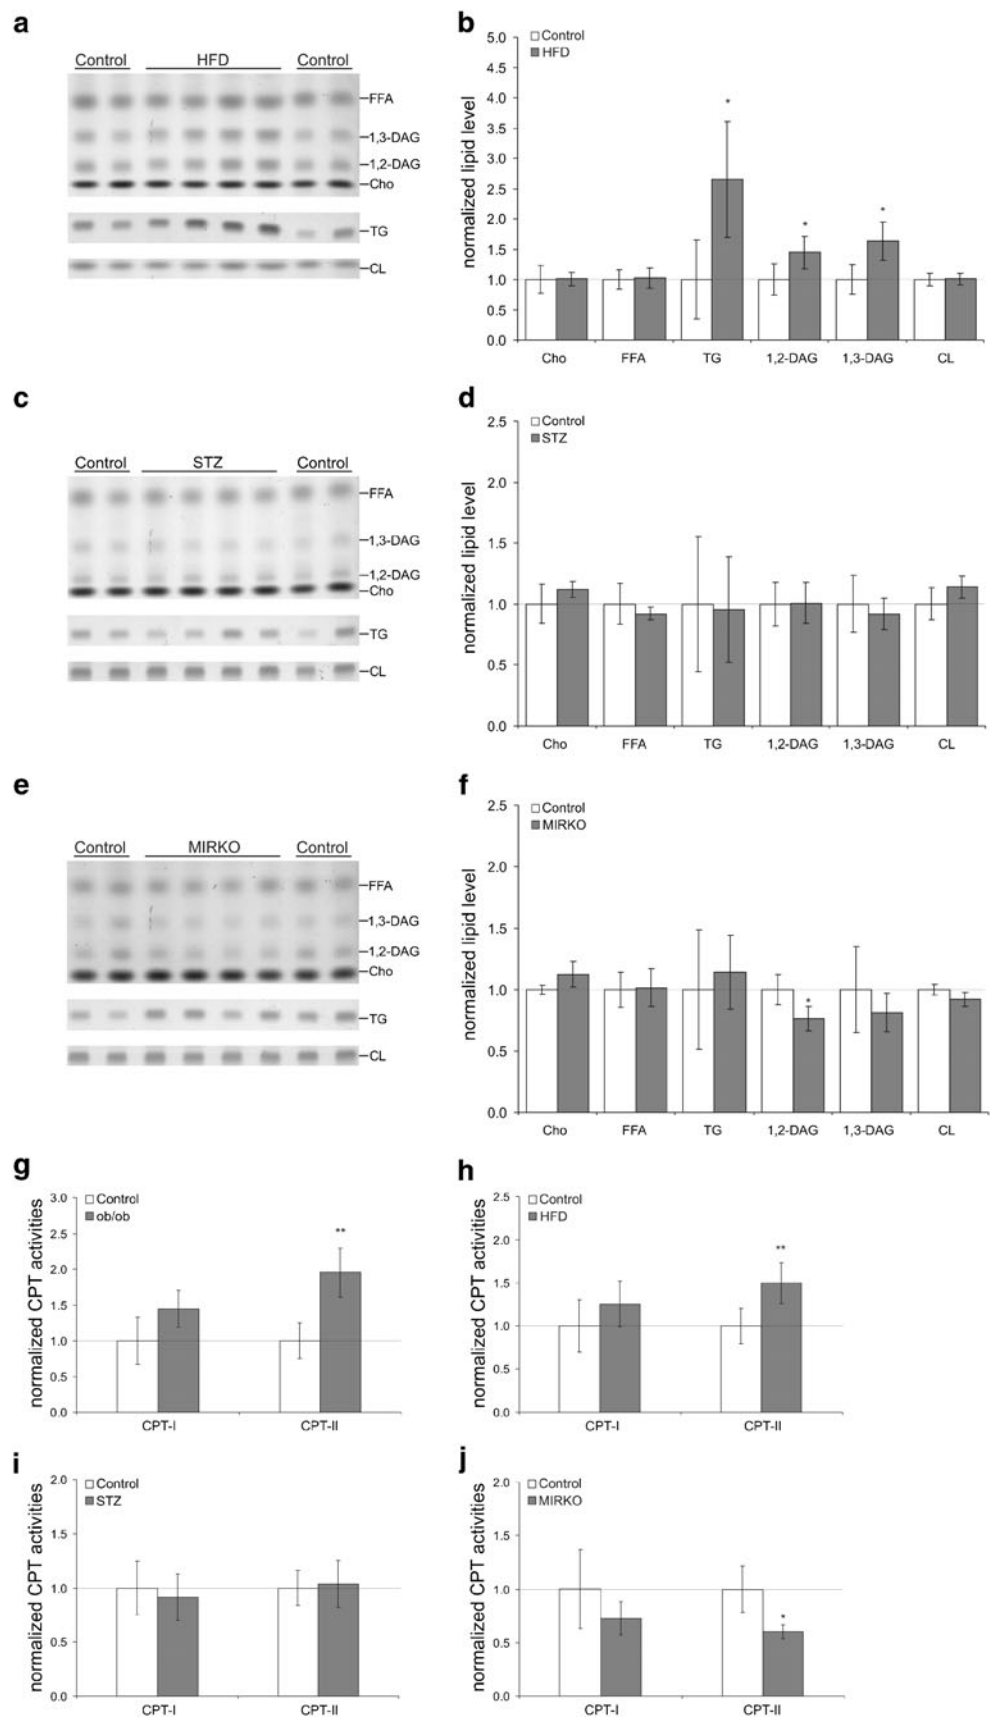 a
Control HFD Control
FFA
1,3-DAG
1,2-DAG
Cho
TG
CL
b
Control
HFD
normalized lipid level
5.0
4.5
4.0
3.5
3.0
2.5
2.0
1.5
1.0
0.5
0.0
*
*
*
Cho FFA TG 1,2-DAG 1,3-DAG CL
c
Control STZ Control
FFA
1,3-DAG
1,2-DAG
Cho
TG
CL
d
Control
STZ
normalized lipid level
2.5
2.0
1.5
1.0
0.5
0.0
Cho FFA TG 1,2-DAG 1,3-DAG CL
e
Control MIRKO Control
FFA
1,3-DAG
1,2-DAG
Cho
TG
CL
f
Control
MIRKO
normalized lipid level
2.5
2.0
1.5
1.0
0.5
0.0
*
Cho FFA TG 1,2-DAG 1,3-DAG CL
g
Control
ob/ob
normalized CPT activities
3.0
2.5
2.0
1.5
1.0
0.5
0.0
**
CPT-I CPT-II
h
Control
HFD
normalized CPT activities
2.5
2.0
1.5
1.0
0.5
0.0
**
CPT-I CPT-II
i
Control
STZ
normalized CPT activities
2.0
1.5
1.0
0.5
0.0
CPT-I CPT-II
j
Control
MIRKO
normalized CPT activities
2.0
1.5
1.0
0.5
0.0
*
CPT-I CPT-II